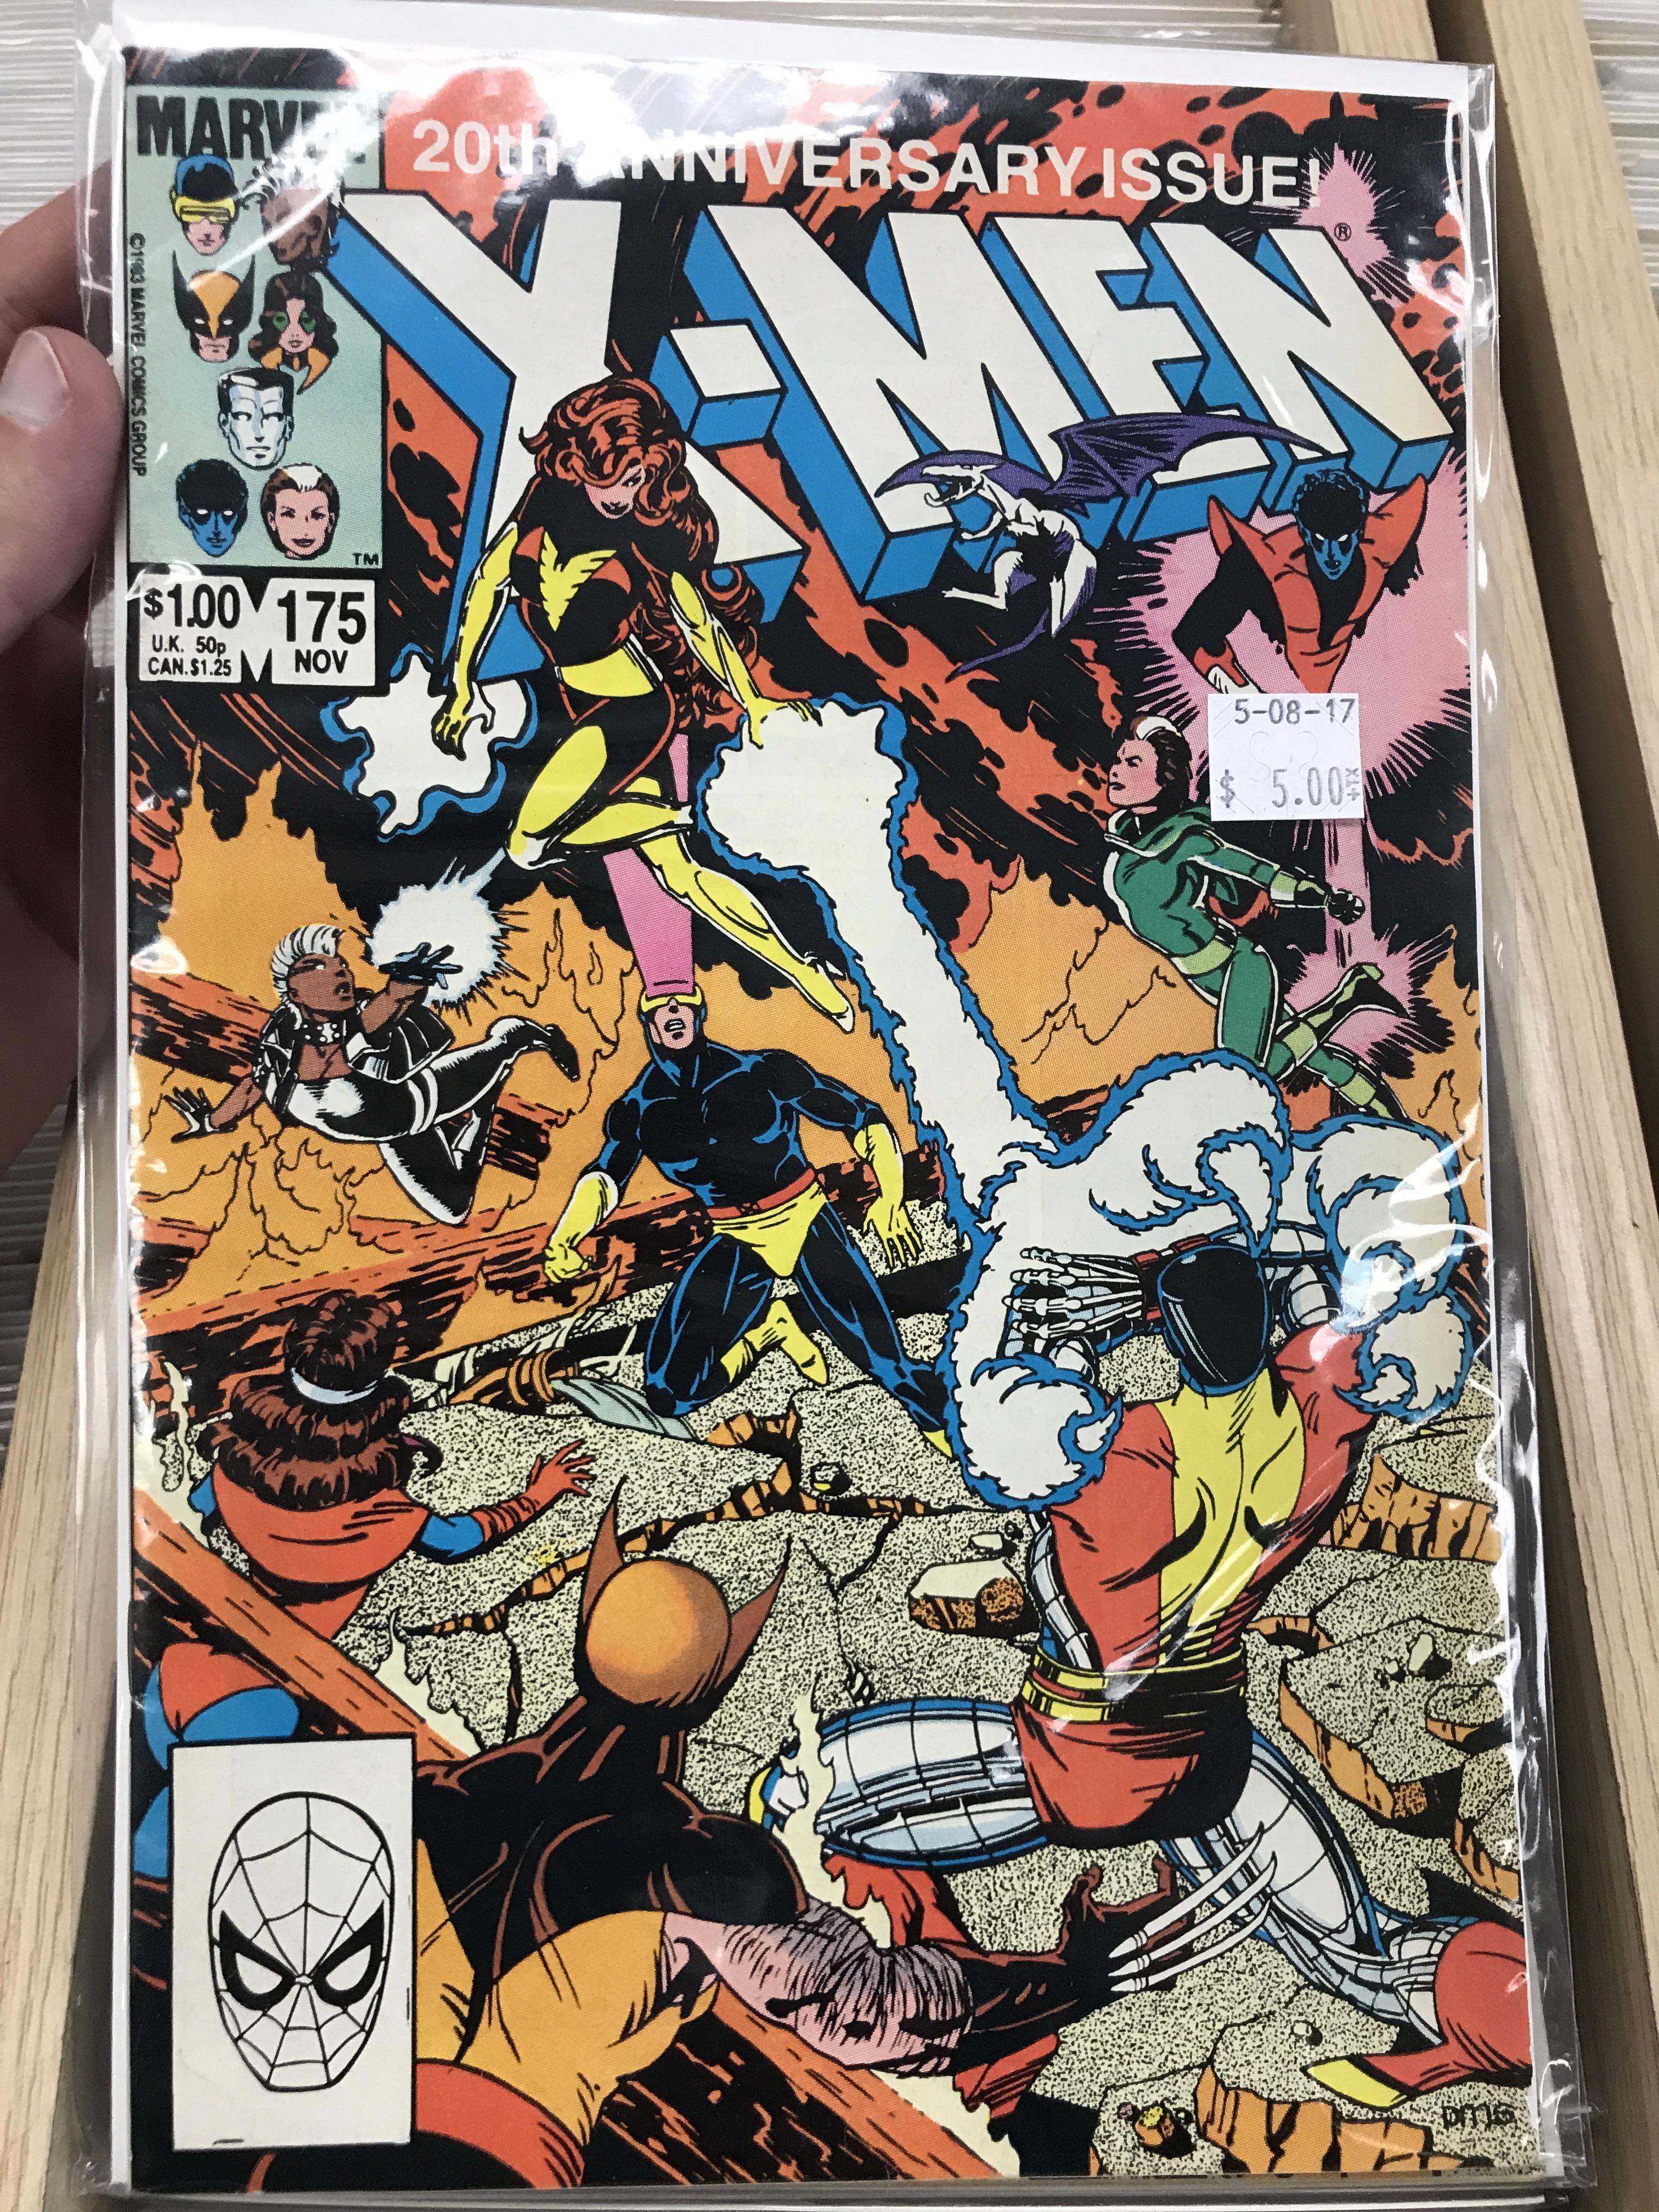 MARVEL
20th ANNIVERSARY ISSUE!
X-MEN
®
©1983 MARVEL COMICS GROUP
TM
$1.00
U.K. 50p
CAN.$1.25
175
NOV
5-08-17
$ 5.00